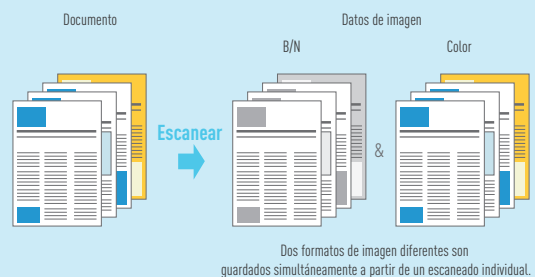 Documento
Datos de imagen
B/N
Color
Escanear
&
Dos formatos de imagen diferentes son
guardados simultáneamente a partir de un escaneado individual.